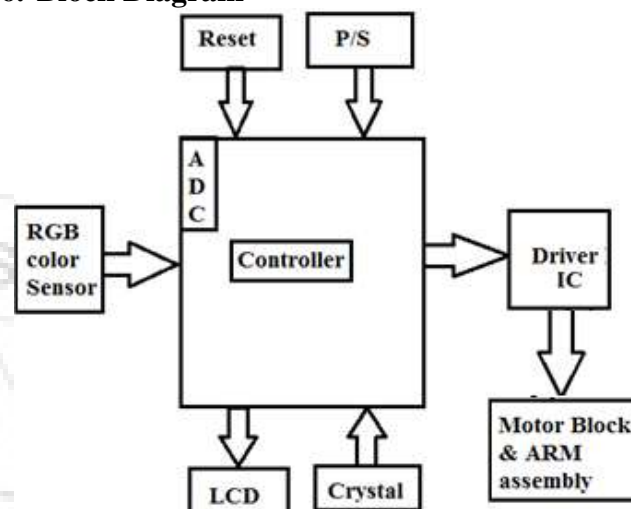 Block Diagram
Reset
P/S
A
D
C
RGB
color
Sensor
Controller
Driver
IC
Motor Block
& ARM
assembly
LCD
Crystal